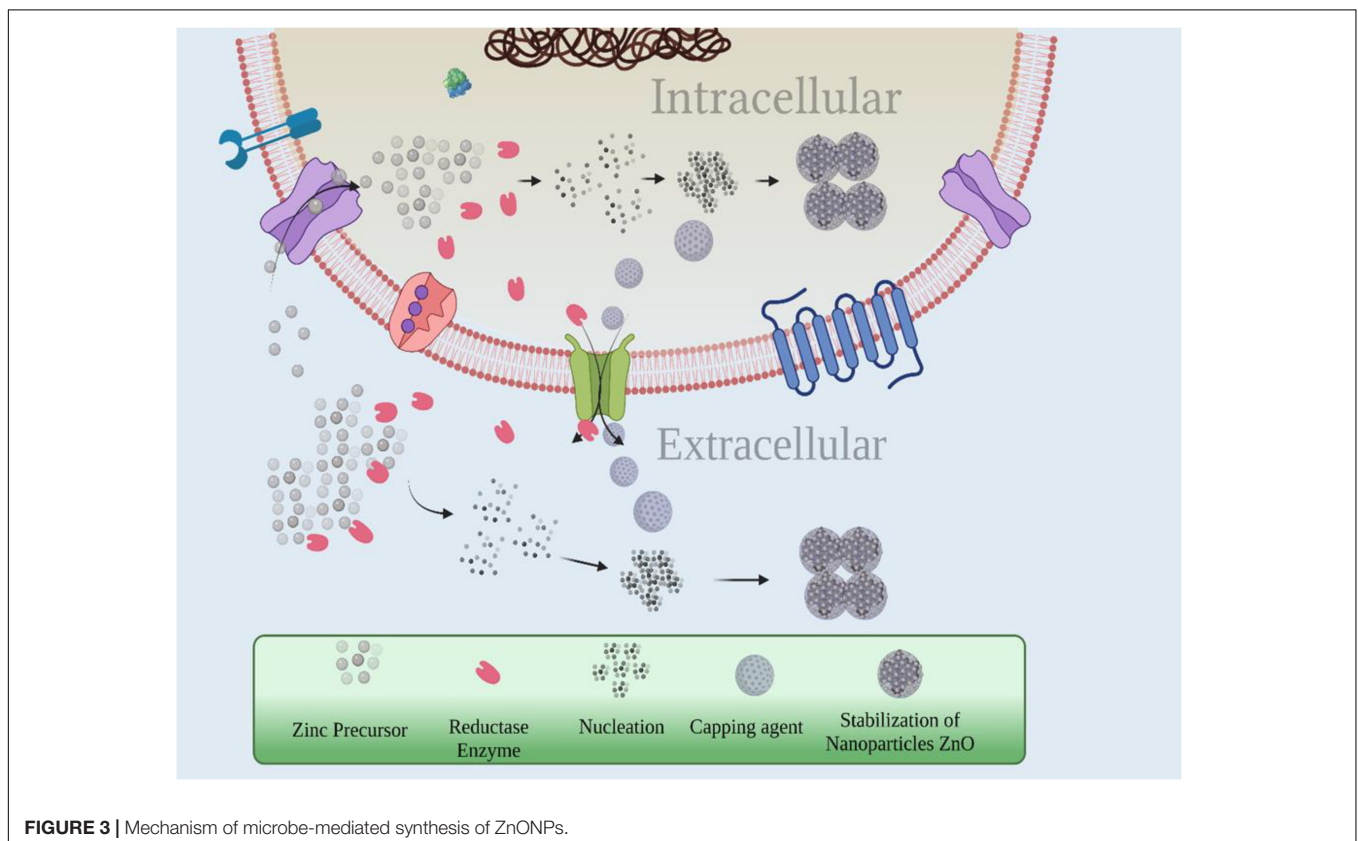 Intracellular
Extracellular
Zinc Precursor
Reductase
Enzyme
Nucleation
Capping agent
Stabilization of
Nanoparticles ZnO
FIGURE 3 | Mechanism of microbe-mediated synthesis of ZnONPs.